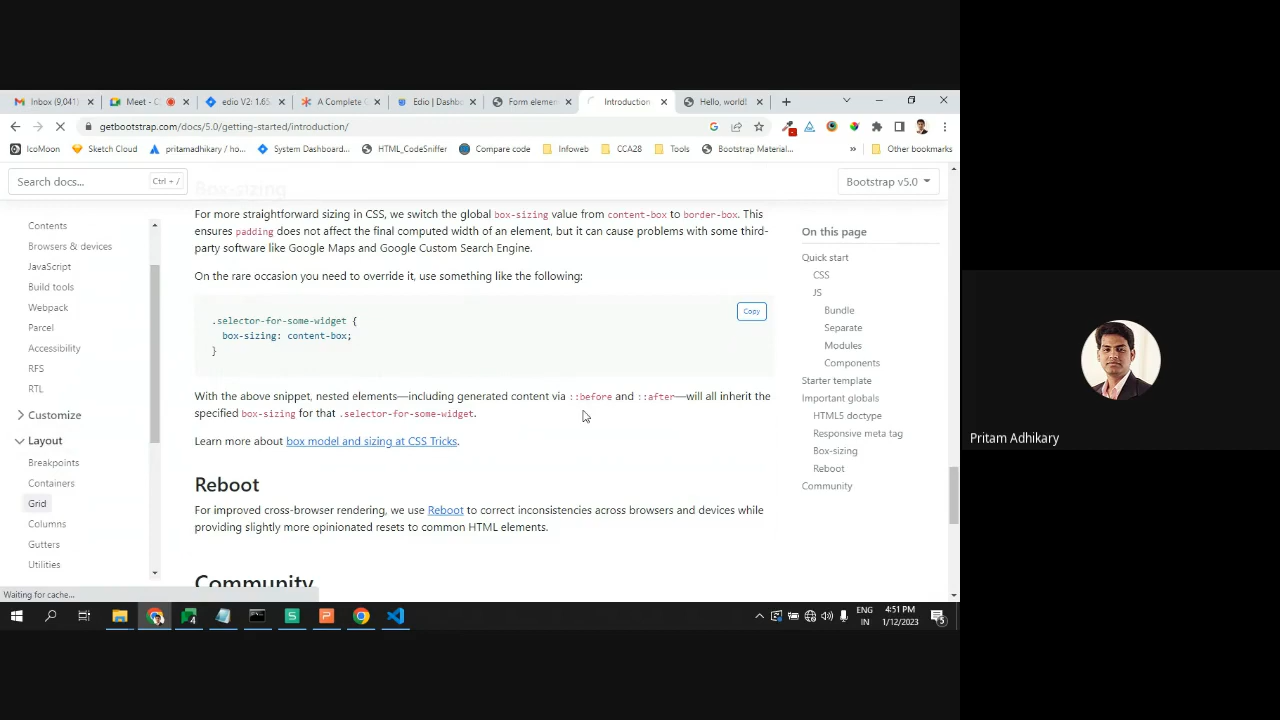 Inbox (9,041)
Meet - C
edio V2: 1.65
A Complete G
Edio | Dashb
Form elemen
Introduction
Hello, world!
getbootstrap.com/docs/5.0/getting-started/introduction/
IcoMoon
Sketch Cloud
pritamadhikary / ho...
System Dashboard...
HTML_CodeSniffer
Compare code
Infoweb
CCA28
Tools
Bootstrap Material...
»
Other bookmarks
Search docs...
Ctrl + /
Bootstrap v5.0
Contents
Browsers & devices
JavaScript
Build tools
Webpack
Parcel
Accessibility
RFS
RTL
Customize
Layout
Breakpoints
Containers
Grid
Columns
Gutters
Utilities
Box-sizing
For more straightforward sizing in CSS, we switch the global box-sizing value from content-box to border-box. This
ensures padding does not affect the final computed width of an element, but it can cause problems with some third-
party software like Google Maps and Google Custom Search Engine.
On the rare occasion you need to override it, use something like the following:
Copy
.selector-for-some-widget {
box-sizing: content-box;
}
With the above snippet, nested elements—including generated content via ::before and ::after—will all inherit the
specified box-sizing for that .selector-for-some-widget.
Learn more about box model and sizing at CSS Tricks.
Reboot
For improved cross-browser rendering, we use Reboot to correct inconsistencies across browsers and devices while
providing slightly more opinionated resets to common HTML elements.
Community
On this page
Quick start
CSS
JS
Bundle
Separate
Modules
Components
Starter template
Important globals
HTML5 doctype
Responsive meta tag
Box-sizing
Reboot
Community
Waiting for cache...
ENG
IN
4:51 PM
1/12/2023
5
Pritam Adhikary